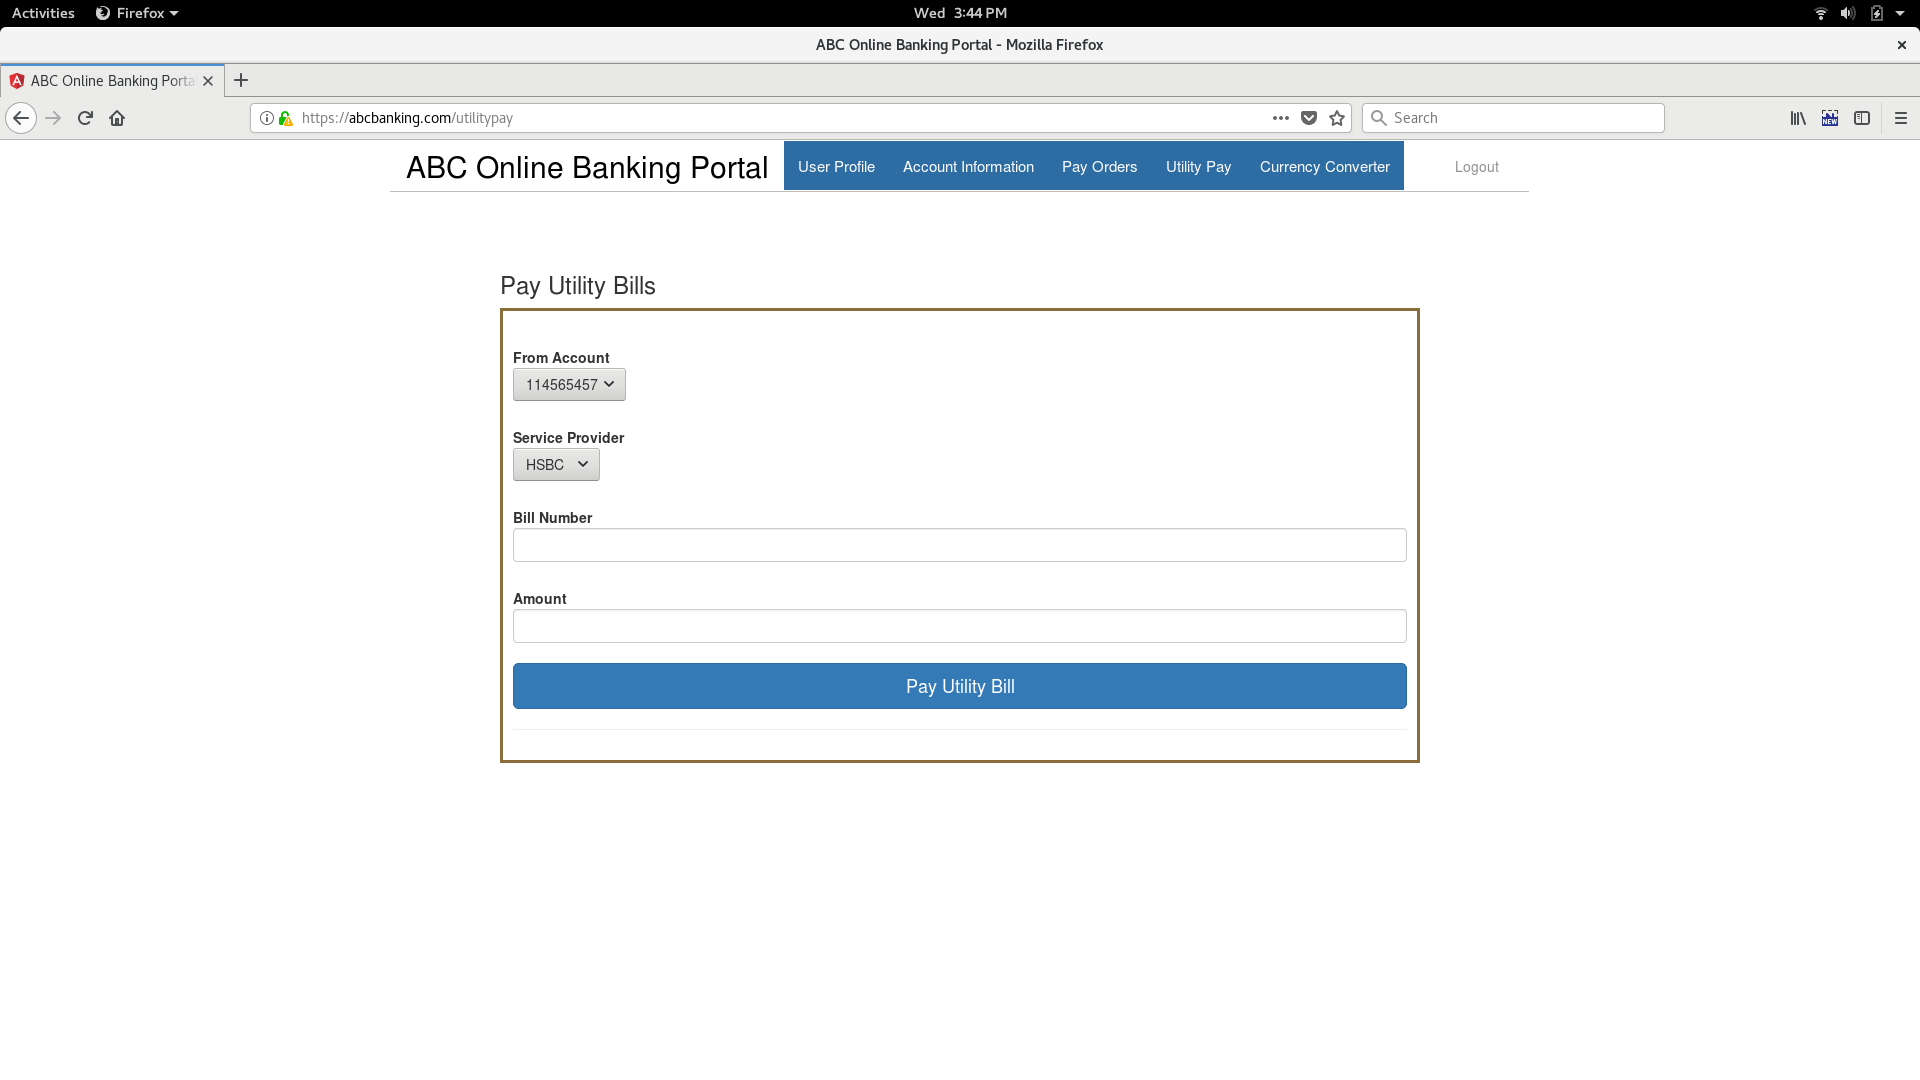 Activities Firefox Wed 3:44 PM
ABC Online Banking Portal - Mozilla Firefox
ABC Online Banking Porta
https://abcbanking.com/utilitypay Search NEW
ABC Online Banking Portal User Profile Account Information Pay Orders Utility Pay Currency Converter Logout
Pay Utility Bills
From Account
114565457
Service Provider
HSBC
Bill Number
Amount
Pay Utility Bill